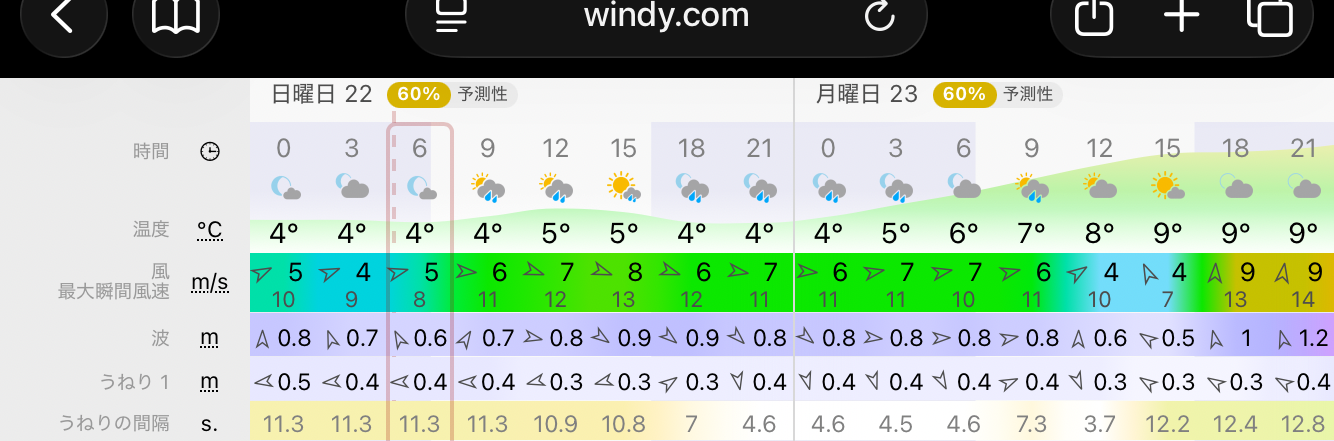 windy.com
日曜日 22 60% 予測性 月曜日 23 60% 予測性
時間 0 3 6 9 12 15 18 21 0 3 6 9 12 15 18 21
温度 °C 4° 4° 4° 4° 5° 5° 4° 4° 4° 5° 6° 7° 8° 9° 9° 9°
風 5 4 5 6 7 8 6 7 6 7 7 6 4 4 9 9
最大瞬間風速 m/s 10 9 8 11 12 13 12 11 11 11 10 11 10 7 13 14
波 m 0.8 0.7 0.6 0.7 0.8 0.9 0.9 0.8 0.8 0.8 0.8 0.8 0.6 0.5 1 1.2
うねり 1 m 0.5 0.4 0.4 0.4 0.3 0.3 0.3 0.4 0.4 0.4 0.4 0.4 0.3 0.3 0.3 0.4
うねりの間隔 s. 11.3 11.3 11.3 11.3 10.9 10.8 7 4.6 4.6 4.5 4.6 7.3 3.7 12.2 12.4 12.8